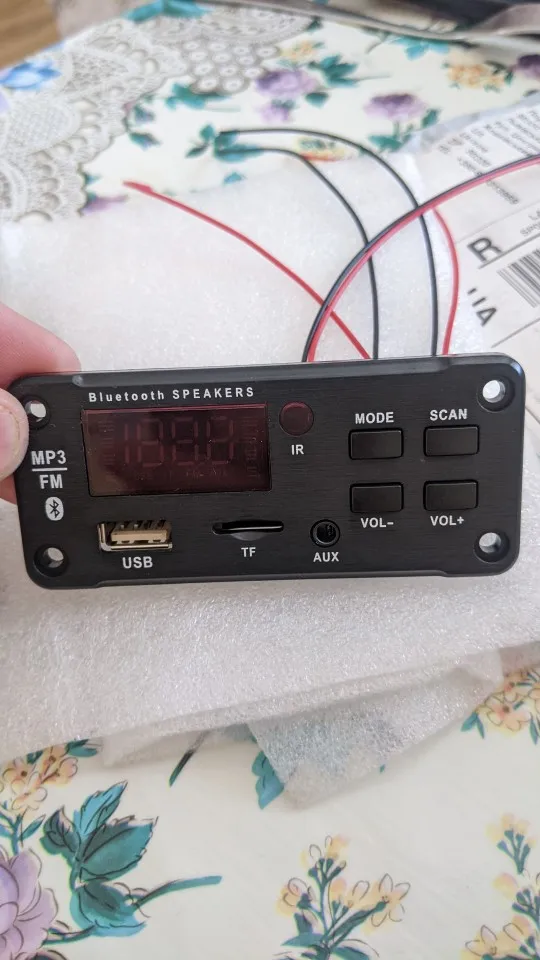 Bluetooth SPEAKERS
MODE
SCAN
IR
MP3
FM
VOL-
VOL+
USB
TF
AUX
R